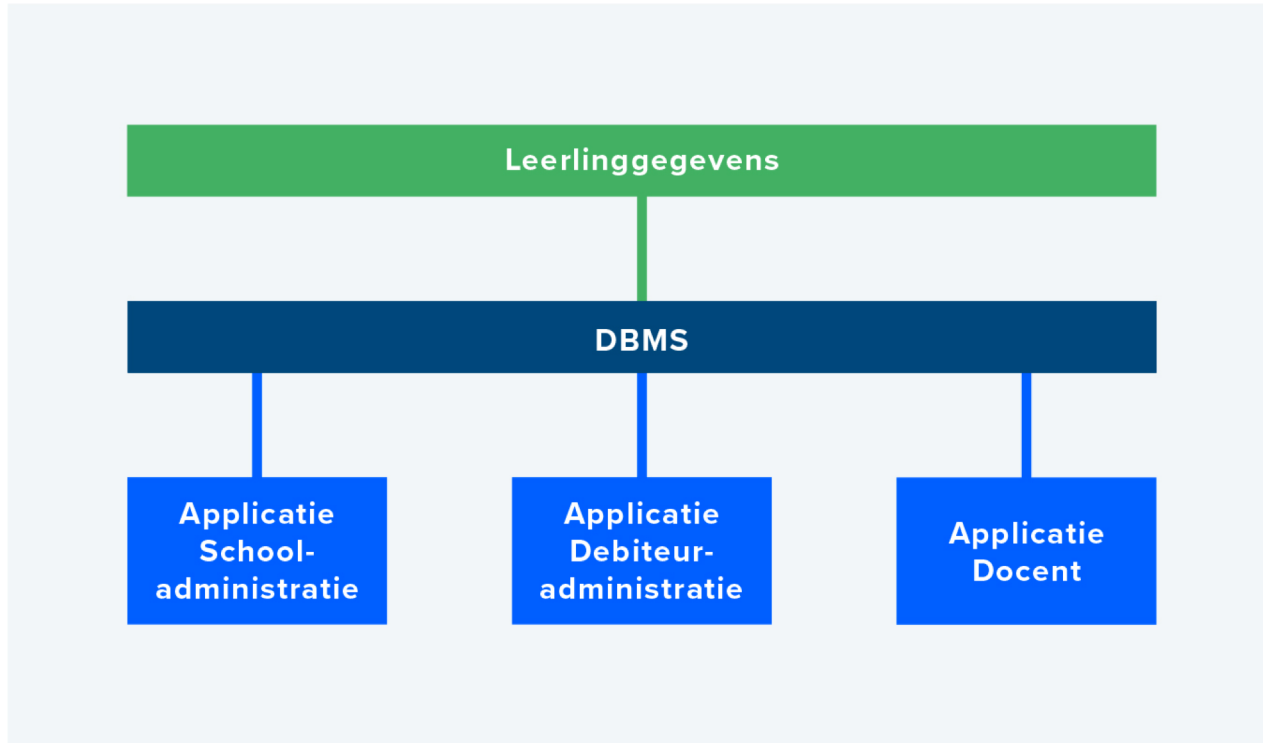 Leerlinggegevens
DBMS
Applicatie
School-
administratie
Applicatie
Debiteur-
administratie
Applicatie
Docent